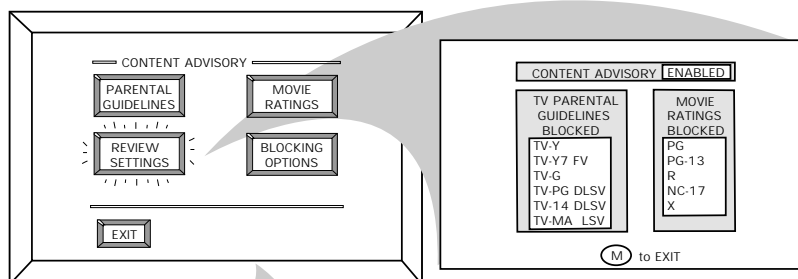 CONTENT ADVISORY
PARENTAL
GUIDELINES
MOVIE
RATINGS
REVIEW
SETTINGS
BLOCKING
OPTIONS
EXIT
CONTENT ADVISORY ENABLED
TV PARENTAL
GUIDELINES
BLOCKED
TV-Y
TV-Y7 FV
TV-G
TV-PG DLSV
TV-14 DLSV
TV-MA LSV
MOVIE
RATINGS
BLOCKED
PG
PG-13
R
NC-17
X
M to EXIT